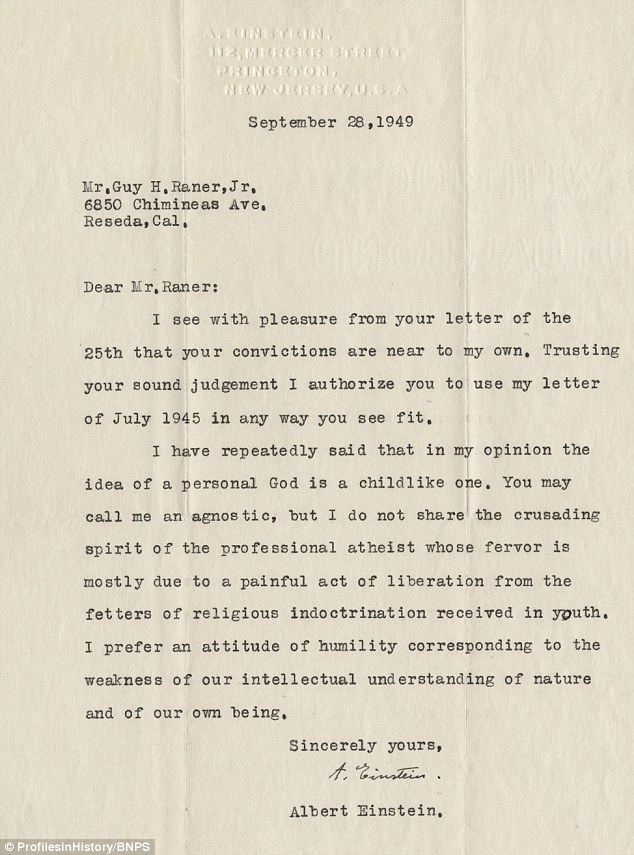 A. EINSTEIN,
112, MERCER STREET,
PRINCETON,
NEW JERSEY, U.S.A
September 28,1949
Mr.Guy H.Raner,Jr.
6850 Chimineas Ave.
Reseda,Cal.
Dear Mr.Raner:
I see with pleasure from your letter of the
25th that your convictions are near to my own. Trusting
your sound judgement I authorize you to use my letter
of July 1945 in any way you see fit.
I have repeatedly said that in my opinion the
idea of a personal God is a childlike one. You may
call me an agnostic, but I do not share the crusading
spirit of the professional atheist whose fervor is
mostly due to a painful act of liberation from the
fetters of religious indoctrination received in youth.
I prefer an attitude of humility corresponding to the
weakness of our intellectual understanding of nature
and of our own being.
Sincerely yours,
A. Einstein.
Albert Einstein.
© ProfilesInHistory/BNPS